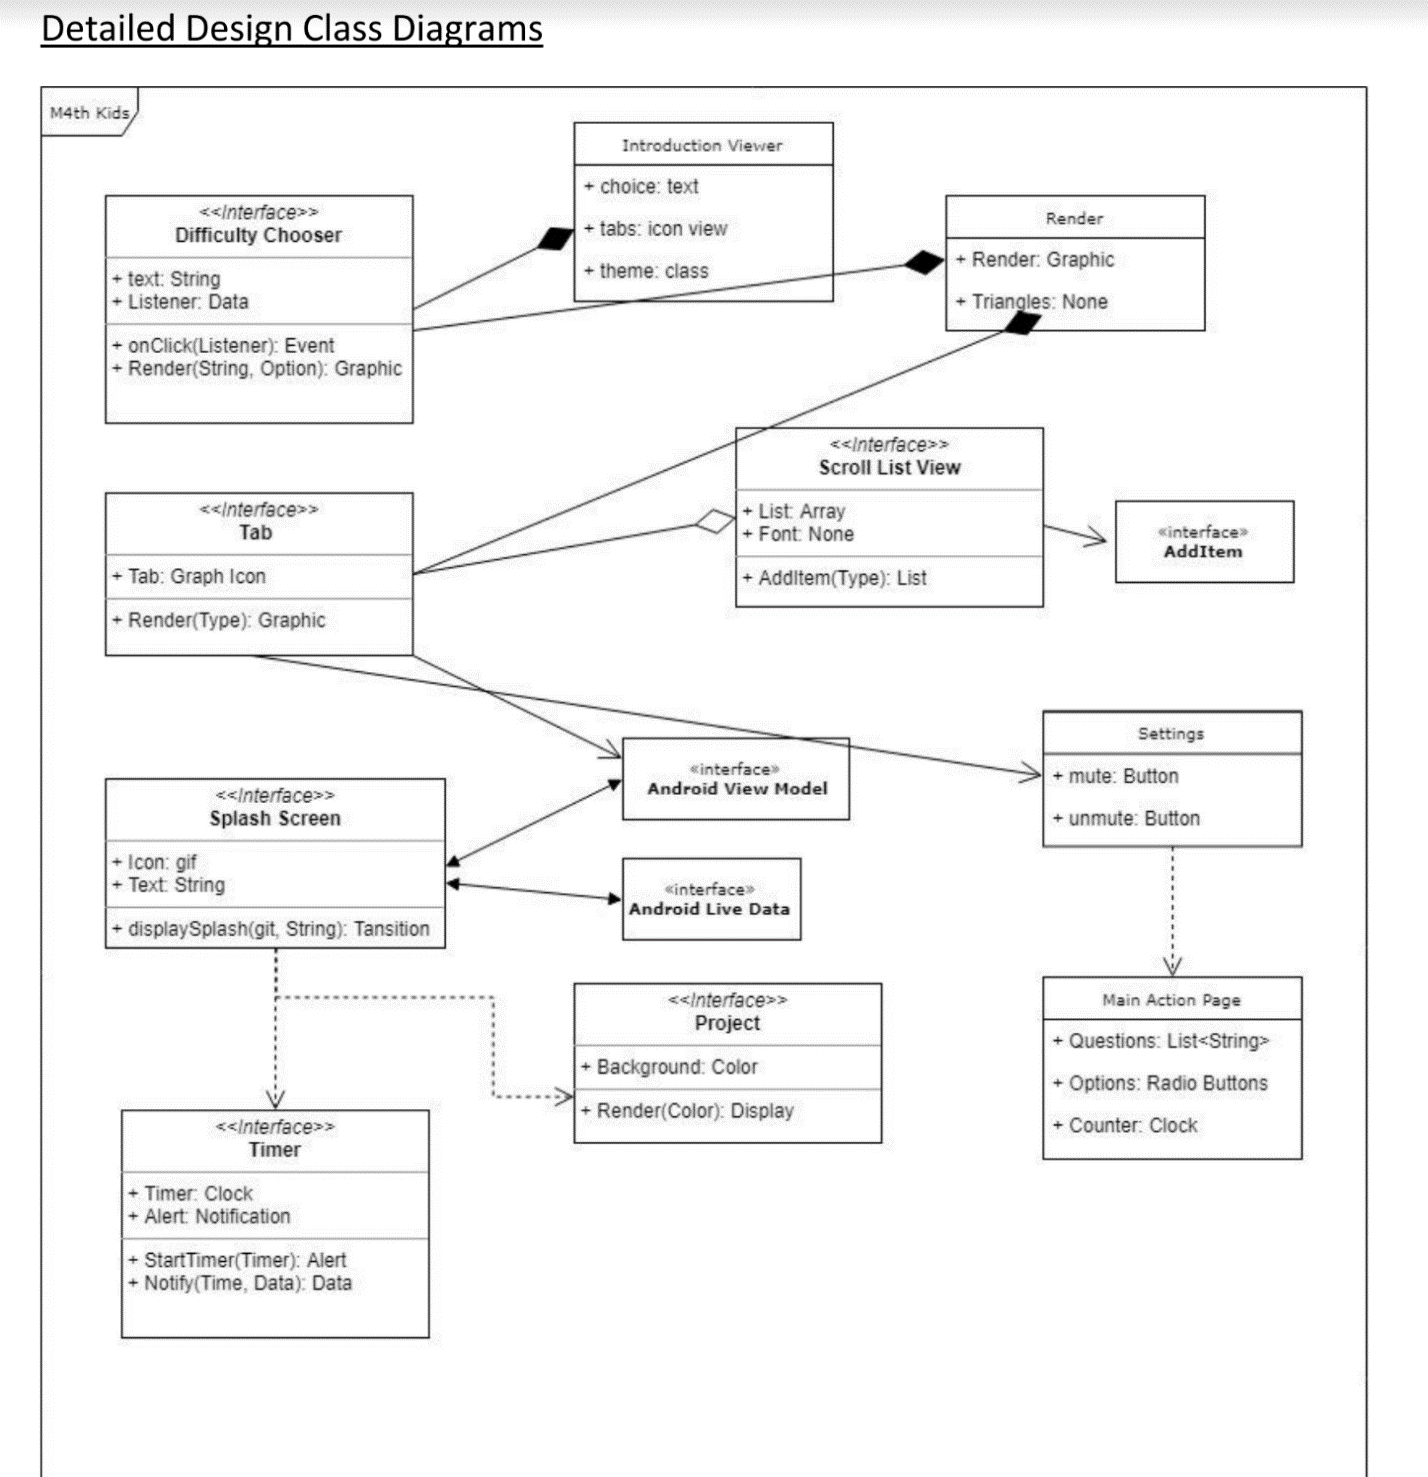 Detailed Design Class Diagrams
M4th Kids
Introduction Viewer
+ choice: text
+ tabs: icon view
+ theme: class
<<Interface>>
Difficulty Chooser
+ text: String
+ Listener: Data
+ onClick(Listener): Event
+ Render(String, Option): Graphic
Render
+ Render: Graphic
+ Triangles: None
<<Interface>>
Scroll List View
+ List: Array
+ Font: None
+ AddItem(Type): List
«interface»
AddItem
<<Interface>>
Tab
+ Tab: Graph Icon
+ Render(Type): Graphic
«interface»
Android View Model
Settings
+ mute: Button
+ unmute: Button
<<Interface>>
Splash Screen
+ Icon: gif
+ Text: String
+ displaySplash(git, String): Tansition
«interface»
Android Live Data
<<Interface>>
Project
+ Background: Color
+ Render(Color): Display
Main Action Page
+ Questions: List<String>
+ Options: Radio Buttons
+ Counter: Clock
<<Interface>>
Timer
+ Timer: Clock
+ Alert: Notification
+ StartTimer(Timer): Alert
+ Notify(Time, Data): Data